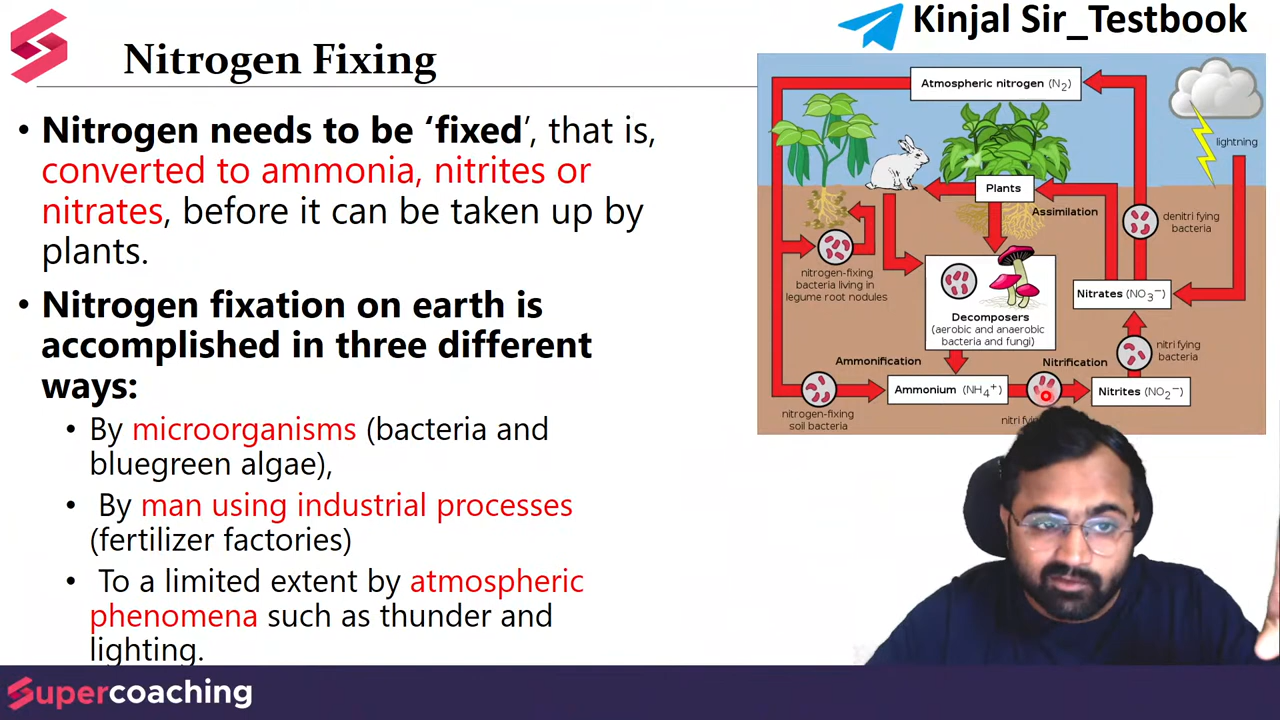 Kinjal Sir_Testbook
Nitrogen Fixing
• Nitrogen needs to be ‘fixed’, that is,
converted to ammonia, nitrites or
nitrates, before it can be taken up by
plants.
• Nitrogen fixation on earth is
accomplished in three different
ways:
• By microorganisms (bacteria and
bluegreen algae),
• By man using industrial processes
(fertilizer factories)
• To a limited extent by atmospheric
phenomena such as thunder and
lighting.
Atmospheric nitrogen (N₂)
lightning
Plants
Assimilation
denitri fying
bacteria
nitrogen-fixing
bacteria living in
legume root nodules
Nitrates (NO₃⁻)
Decomposers
(aerobic and anaerobic
bacteria and fungi)
nitri fying
bacteria
Ammonification
Nitrification
Ammonium (NH₄⁺)
Nitrites (NO₂⁻)
nitrogen-fixing
soil bacteria
Supercoaching